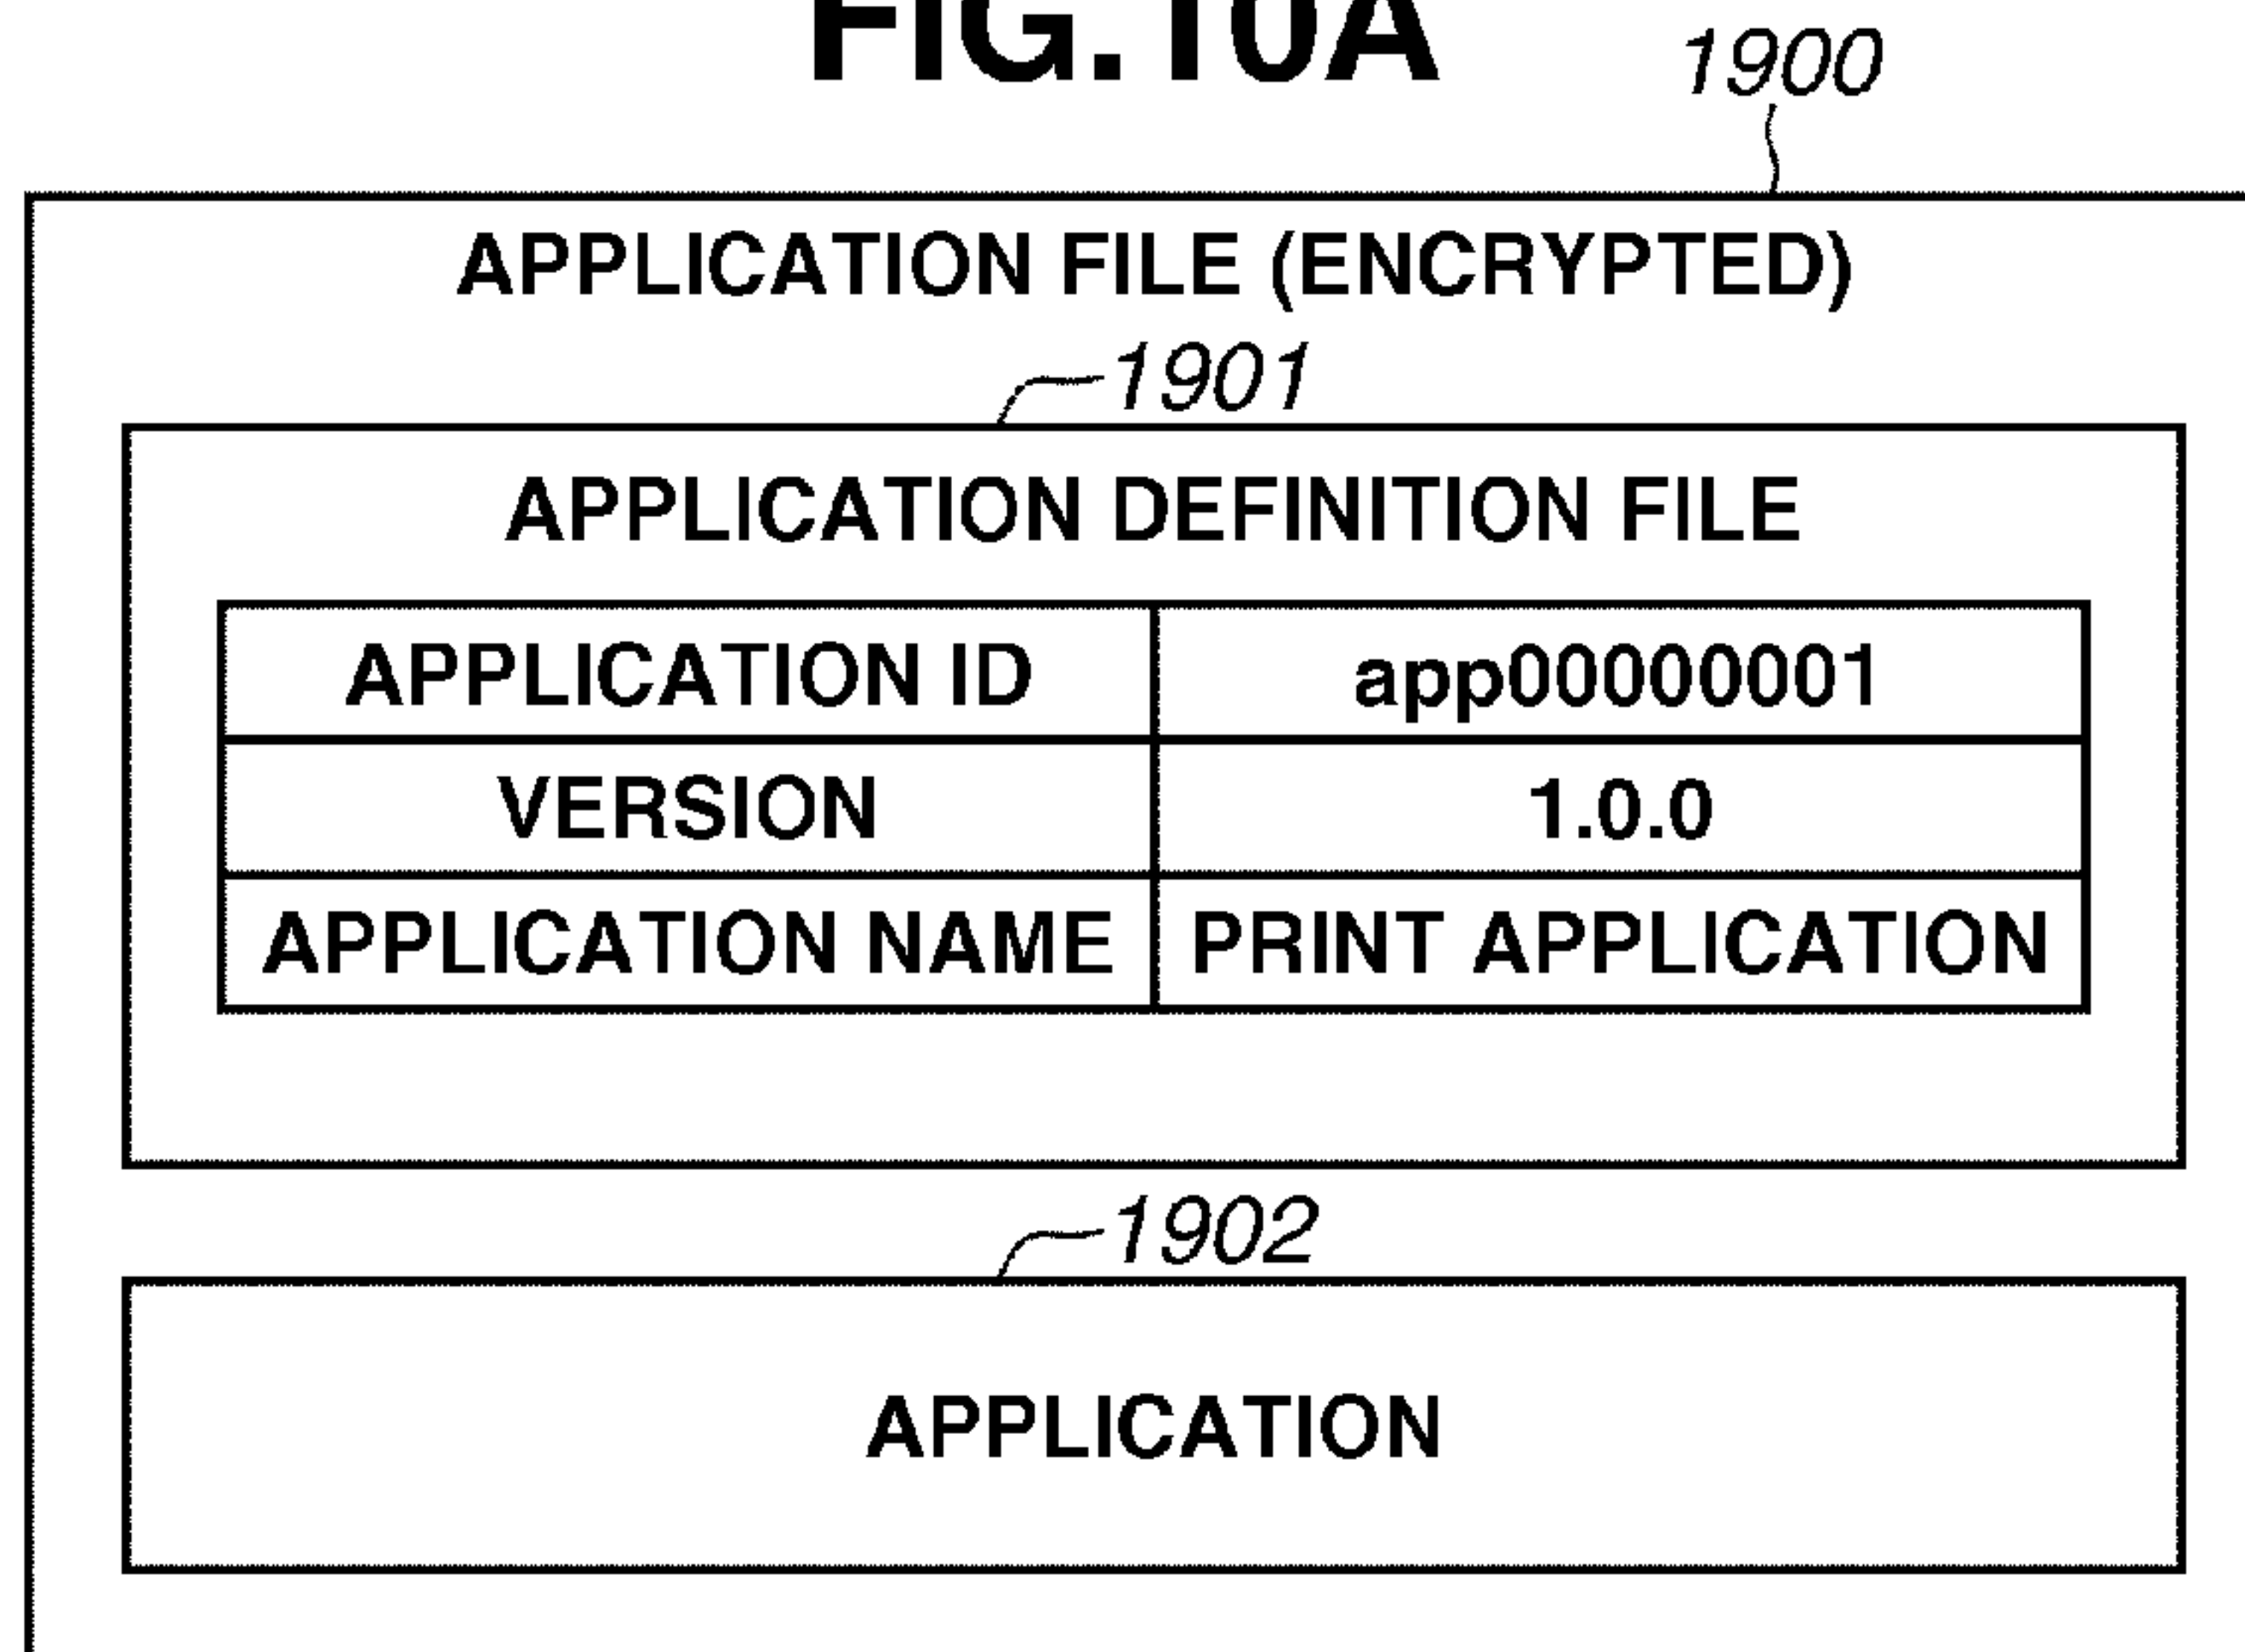 FIG.10A
1900
APPLICATION FILE (ENCRYPTED)
1901
APPLICATION DEFINITION FILE
APPLICATION ID app00000001
VERSION 1.0.0
APPLICATION NAME PRINT APPLICATION
1902
APPLICATION